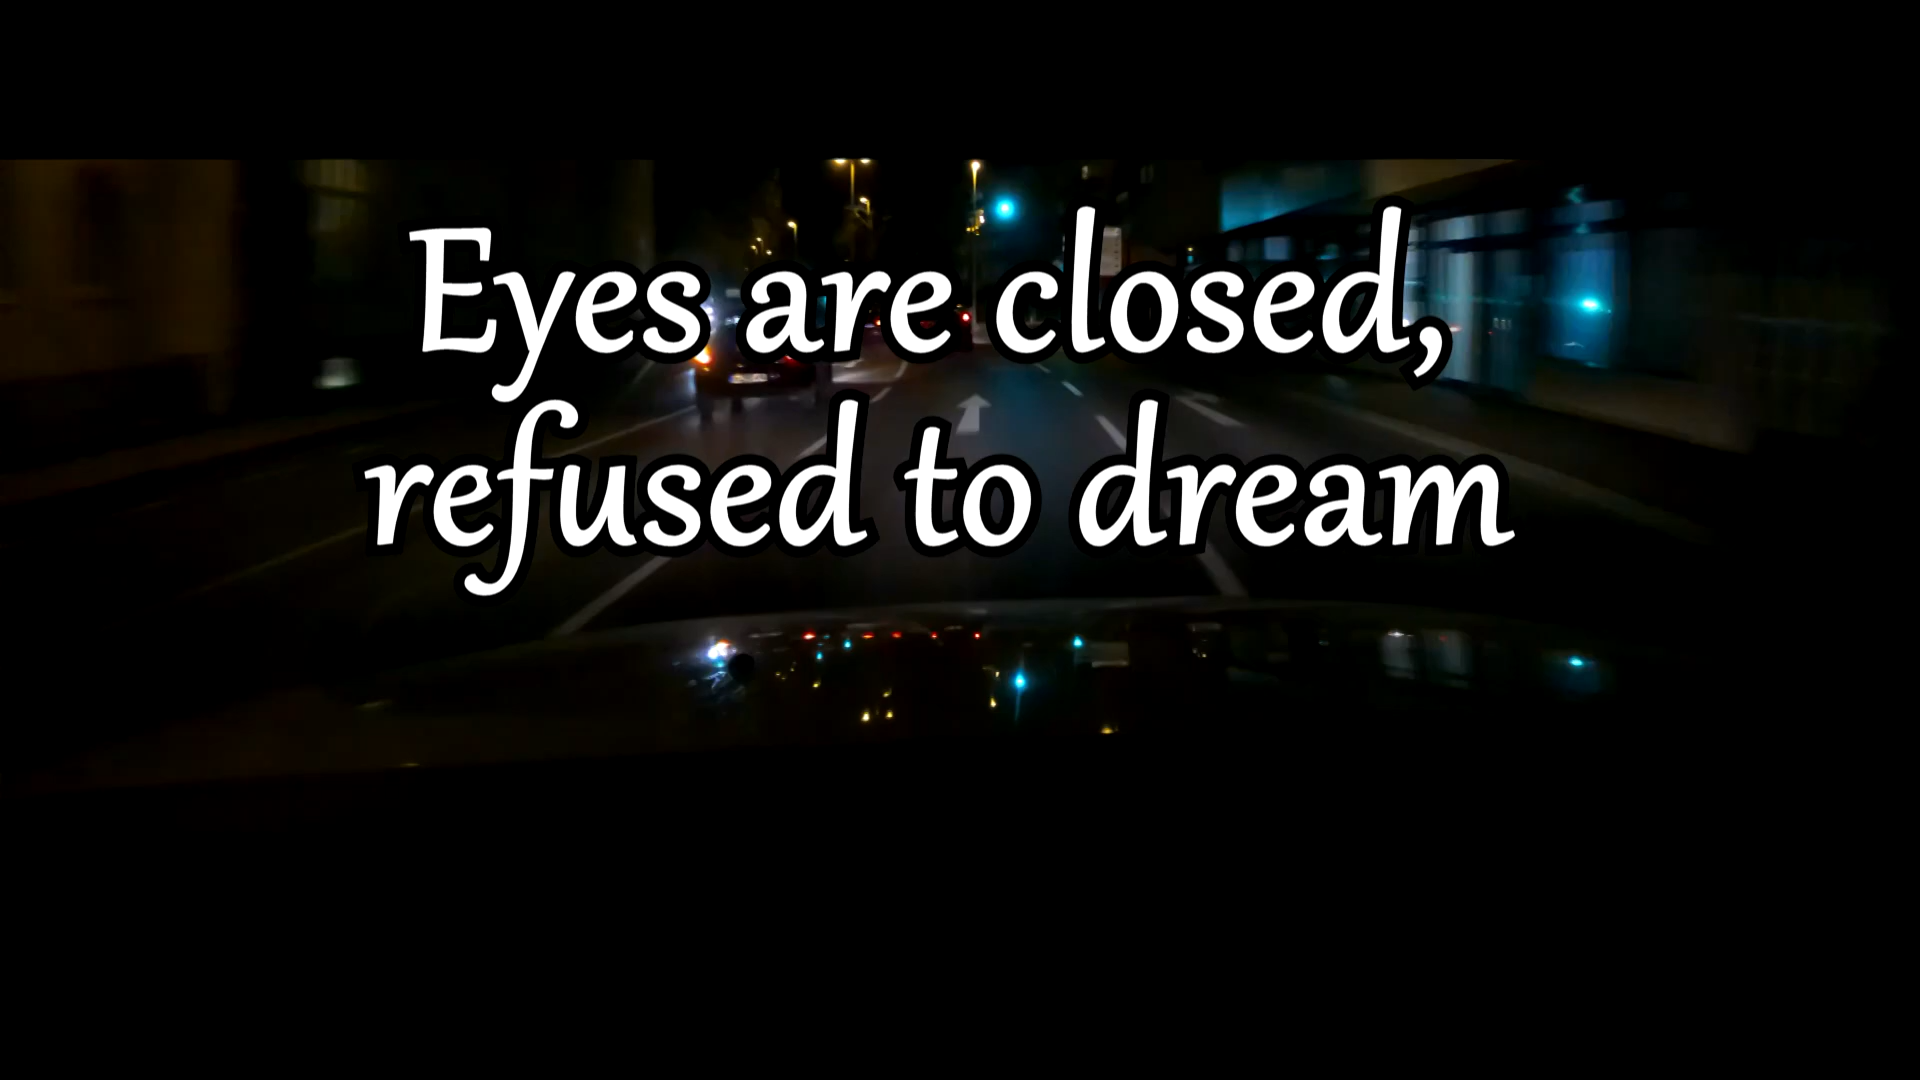 Eyes are closed,
refused to dream